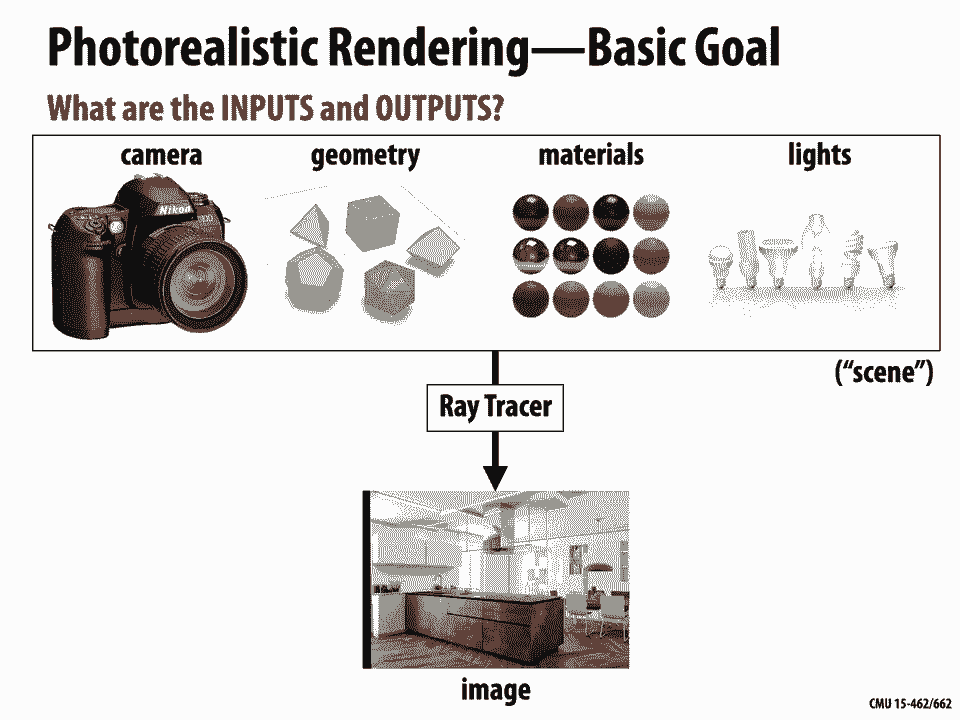 Photorealistic Rendering—Basic Goal
What are the INPUTS and OUTPUTS?
camera geometry materials lights
Nikon
(“scene”)
Ray Tracer
image
CMU 15-462/662